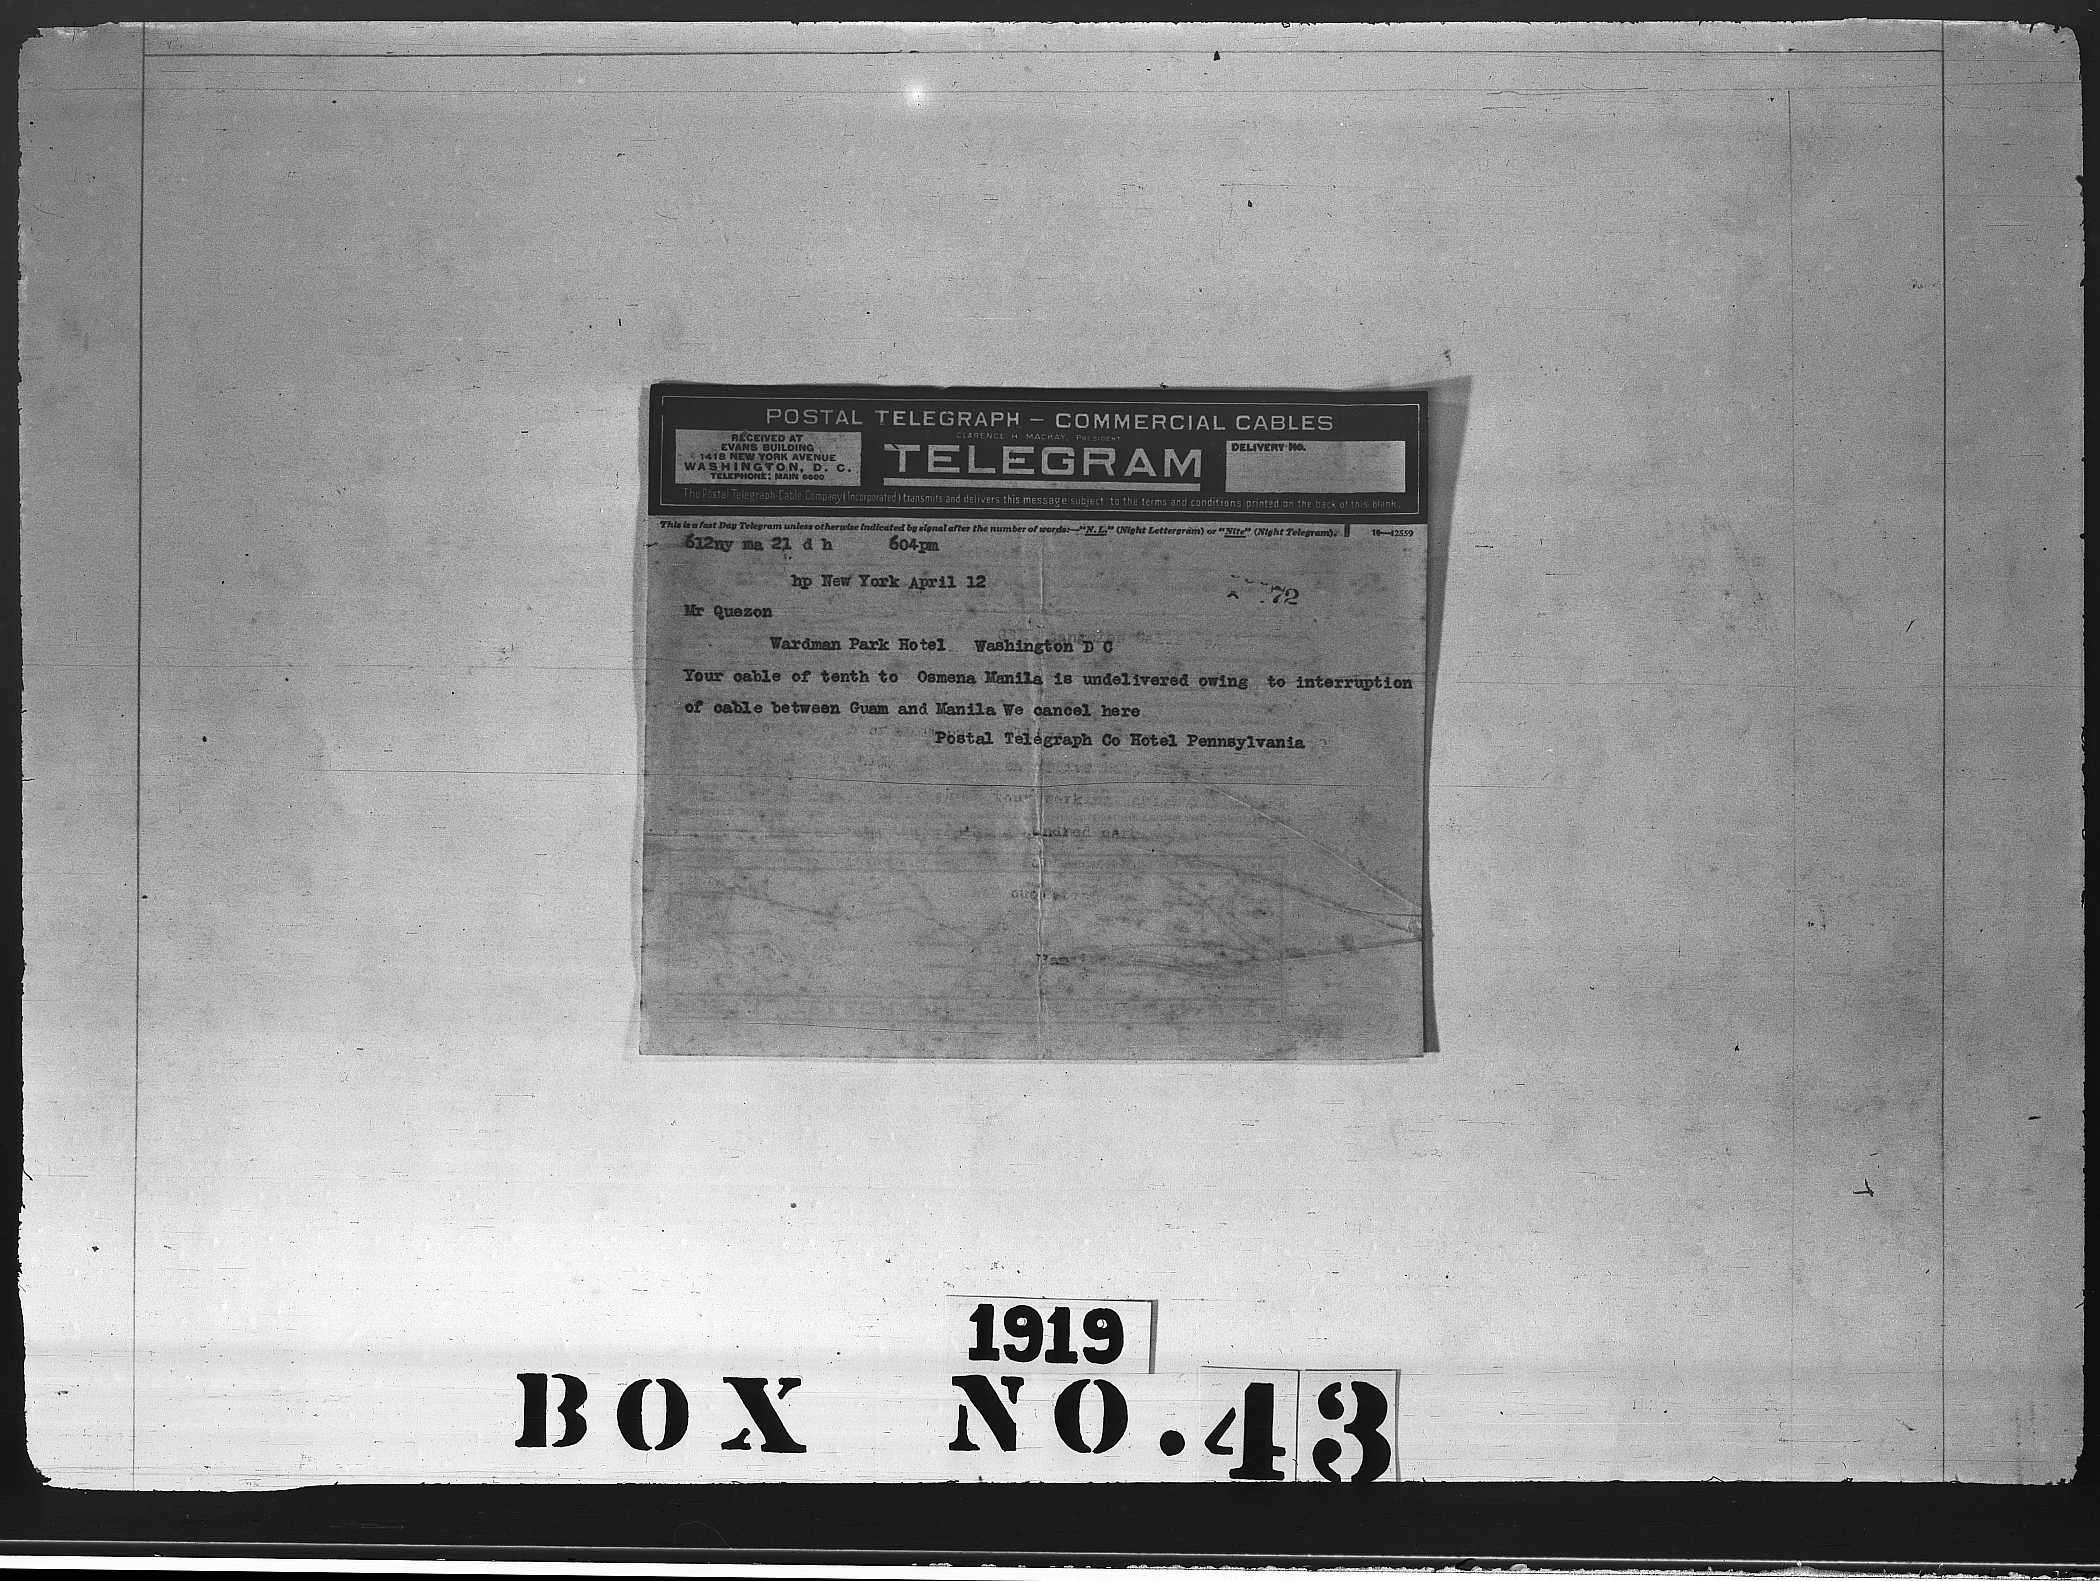 POSTAL TELEGRAPH — COMMERCIAL CABLES
CLARENCE H. MACKAY, PRESIDENT
RECEIVED AT
EVANS BUILDING
1418 NEW YORK AVENUE
WASHINGTON, D. C.
TELEPHONE: MAIN 6600
TELEGRAM
DELIVERY NO.
The Postal Telegraph-Cable Company (Incorporated) transmits and delivers this message subject to the terms and conditions printed on the back of this blank.
This is a fast Day Telegram unless otherwise indicated by signal after the number of words:—"N.L." (Night Lettergram) or "Nite" (Night Telegram). 16—12559
612ny ma 21 d h 604pm
hp New York April 12
72
Mr Quezon
Wardman Park Hotel Washington D C
Your cable of tenth to Osmena Manila is undelivered owing to interruption
of cable between Guam and Manila We cancel here
Postal Telegraph Co Hotel Pennsylvania
1919
BOX NO. 43